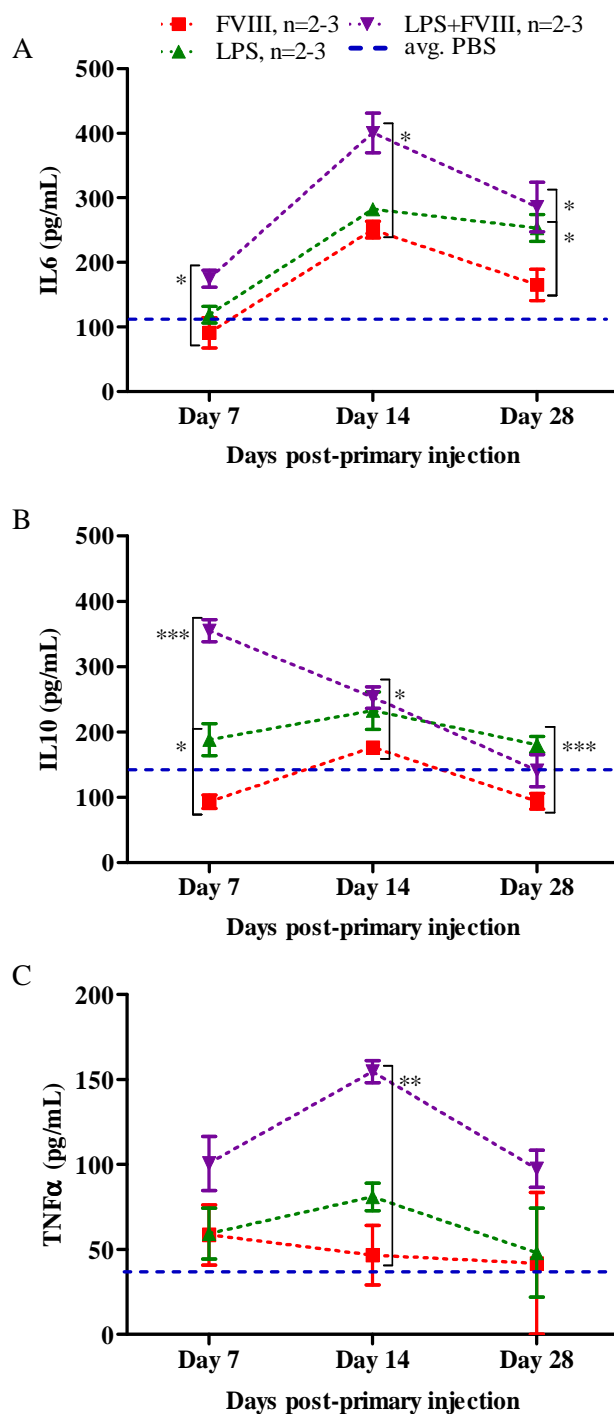 FVIII, n=2-3 LPS+FVIII, n=2-3
LPS, n=2-3 avg. PBS
A
500
400
300
200
100
0
IL6 (pg/mL)
*
*
*
*
Day 7 Day 14 Day 28
Days post-primary injection
B
500
400
300
200
100
0
IL10 (pg/mL)
***
*
*
***
Day 7 Day 14 Day 28
Days post-primary injection
C
200
150
100
50
0
TNFα (pg/mL)
**
Day 7 Day 14 Day 28
Days post-primary injection